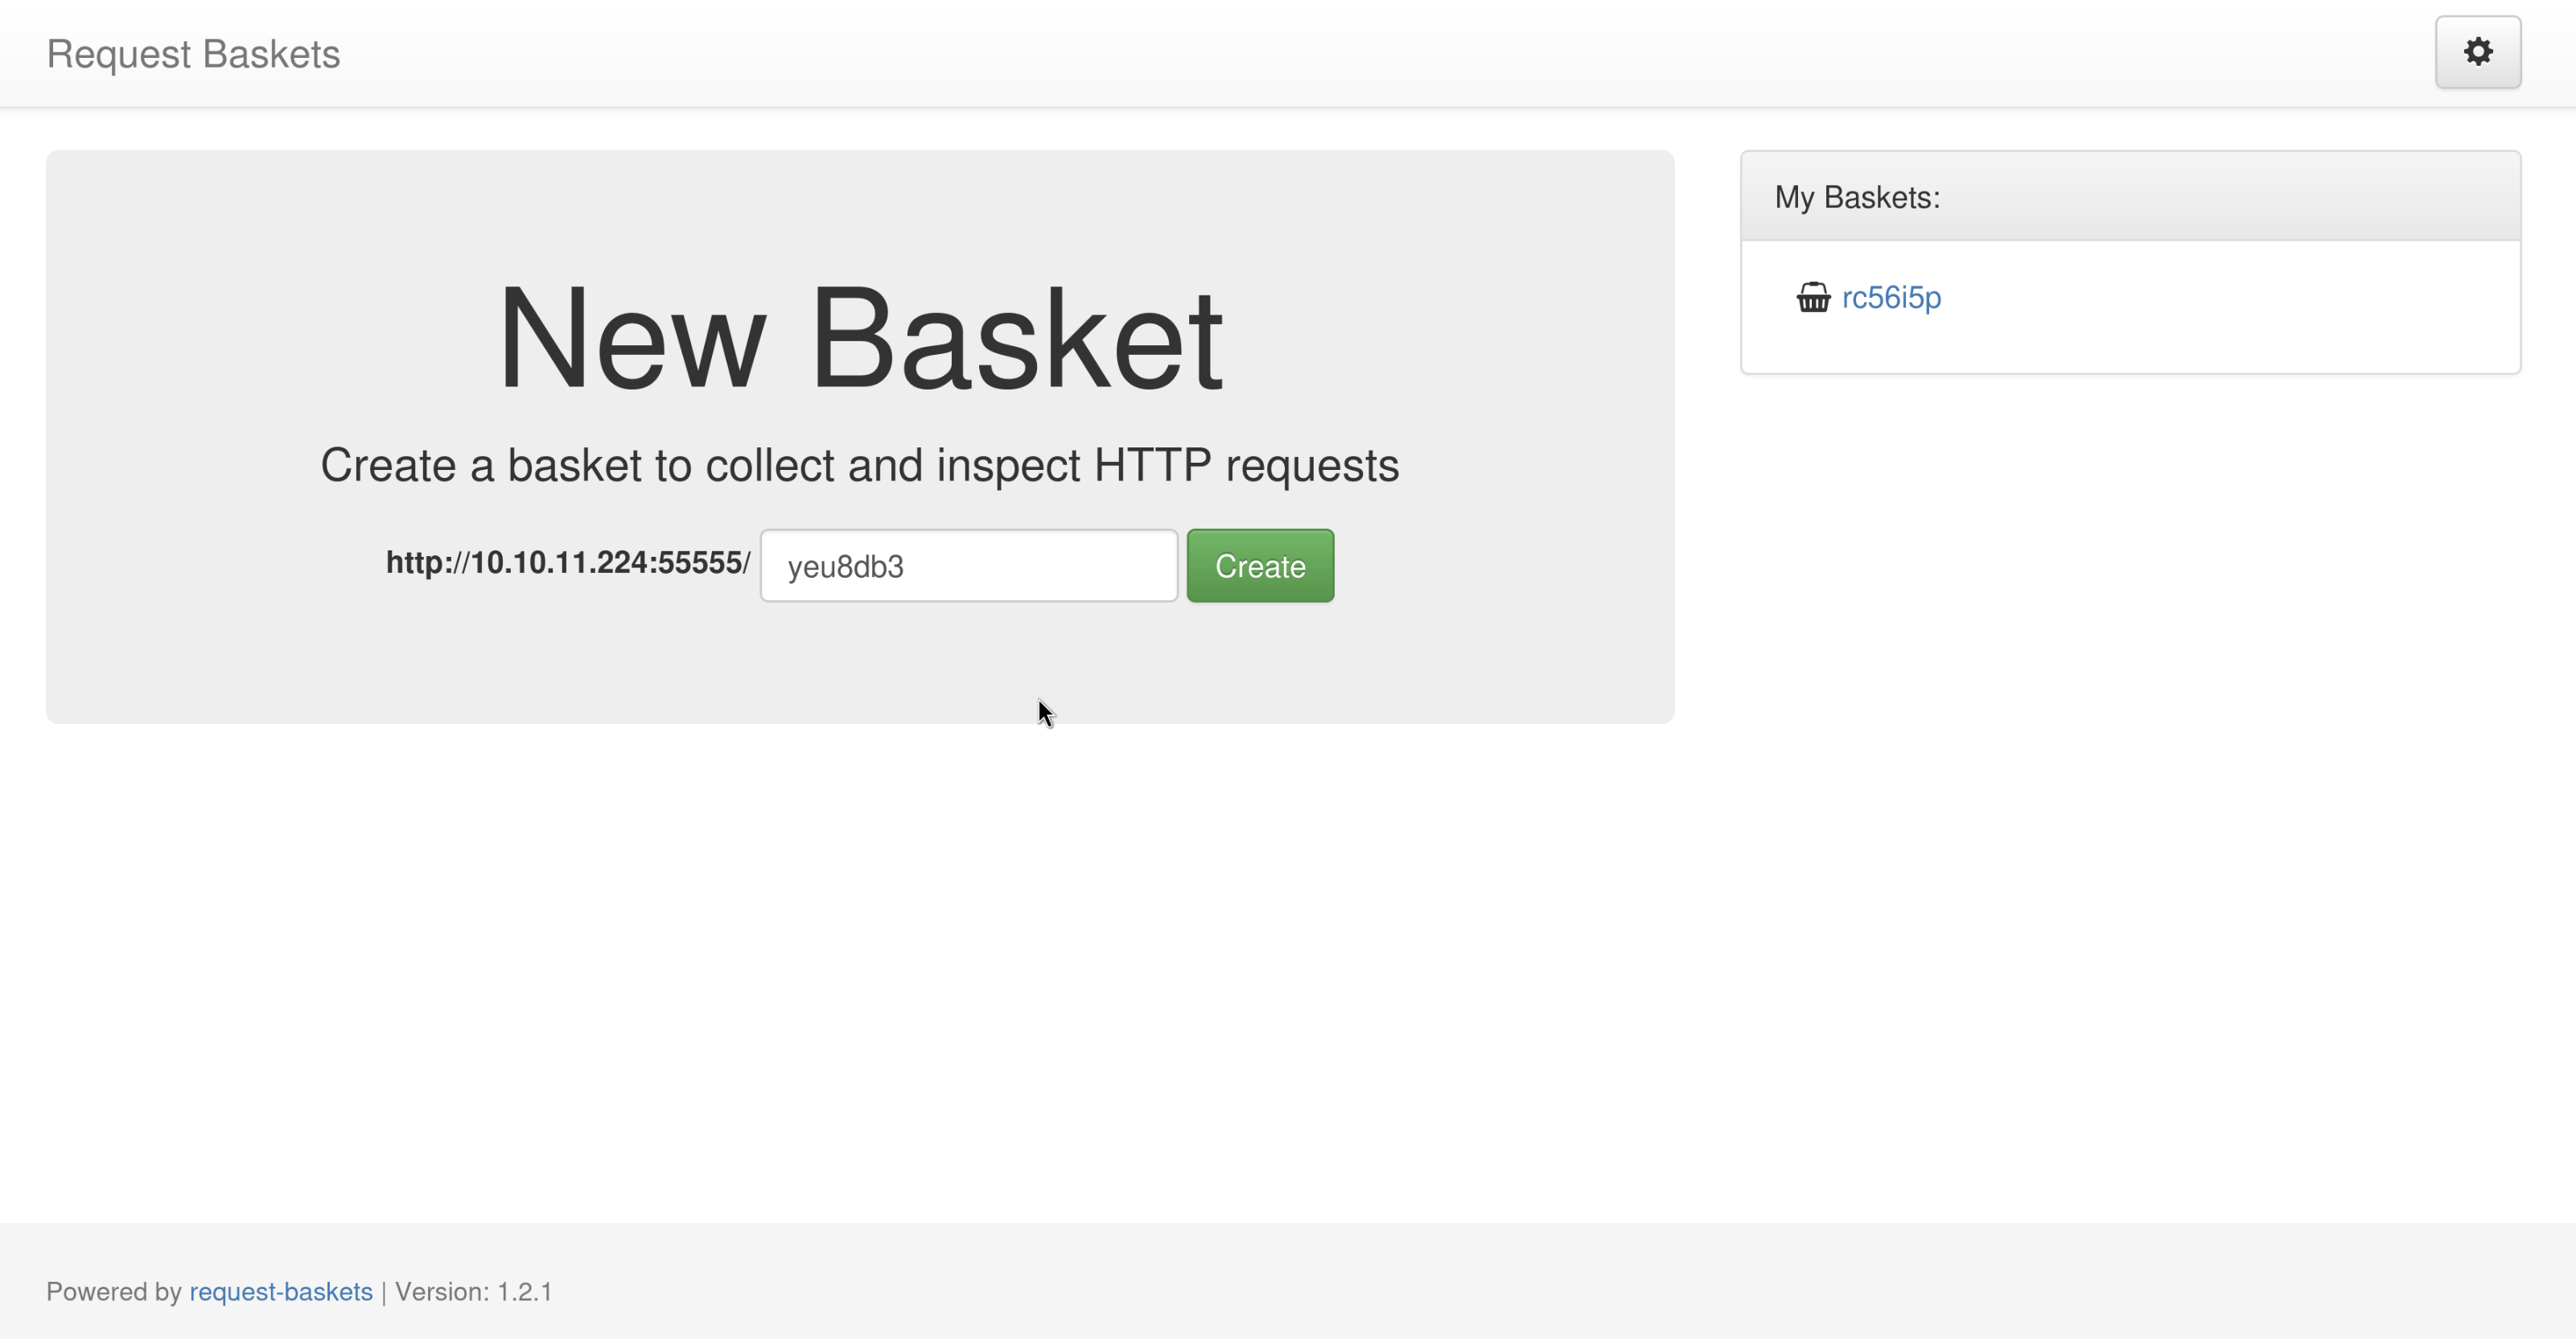 Request Baskets
New Basket
Create a basket to collect and inspect HTTP requests
http://10.10.11.224:55555/ yeu8db3 Create
My Baskets:
rc56i5p
Powered by request-baskets | Version: 1.2.1